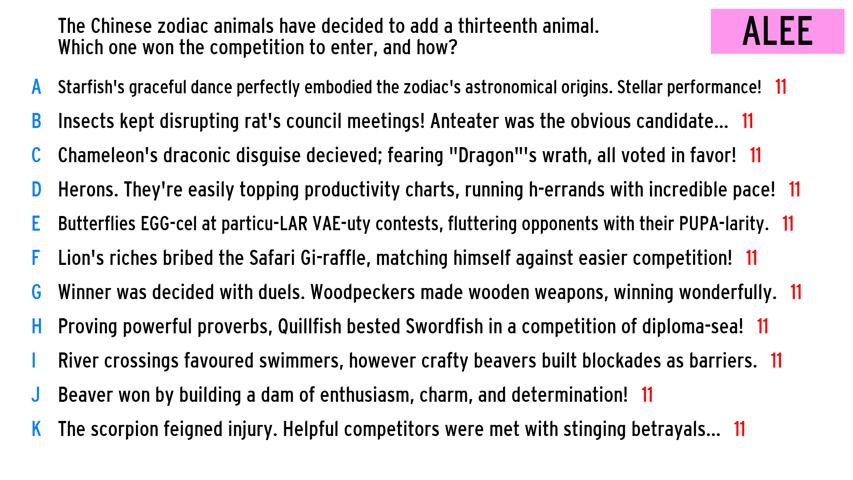 The Chinese zodiac animals have decided to add a thirteenth animal.
Which one won the competition to enter, and how?
ALEE
A Starfish's graceful dance perfectly embodied the zodiac's astronomical origins. Stellar performance! 11
B Insects kept disrupting rat's council meetings! Anteater was the obvious candidate... 11
C Chameleon's draconic disguise decieved; fearing "Dragon"'s wrath, all voted in favor! 11
D Herons. They're easily topping productivity charts, running h-errands with incredible pace! 11
E Butterflies EGG-cel at particu-LAR VAE-uty contests, fluttering opponents with their PUPA-larity. 11
F Lion's riches bribed the Safari Gi-raffle, matching himself against easier competition! 11
G Winner was decided with duels. Woodpeckers made wooden weapons, winning wonderfully. 11
H Proving powerful proverbs, Quillfish bested Swordfish in a competition of diploma-sea! 11
I River crossings favoured swimmers, however crafty beavers built blockades as barriers. 11
J Beaver won by building a dam of enthusiasm, charm, and determination! 11
K The scorpion feigned injury. Helpful competitors were met with stinging betrayals... 11